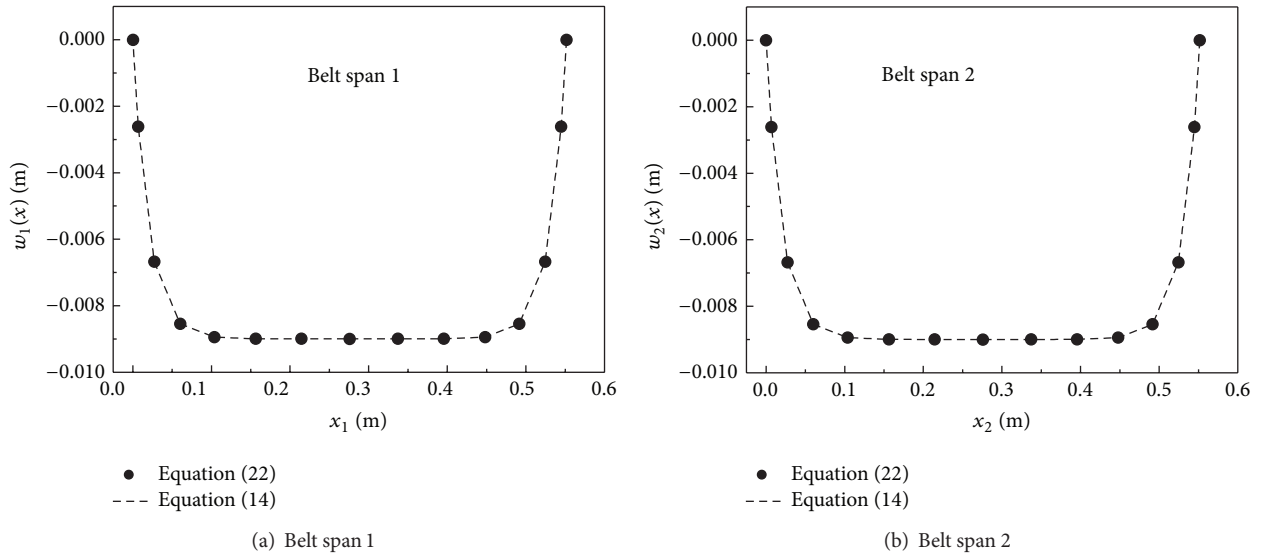 0.000
−0.002
−0.004
−0.006
−0.008
−0.010
w1(x) (m)
Belt span 1
0.0 0.1 0.2 0.3 0.4 0.5 0.6
x1 (m)
Equation (22)
Equation (14)
(a) Belt span 1
0.000
−0.002
−0.004
−0.006
−0.008
−0.010
w2(x) (m)
Belt span 2
0.0 0.1 0.2 0.3 0.4 0.5 0.6
x2 (m)
Equation (22)
Equation (14)
(b) Belt span 2